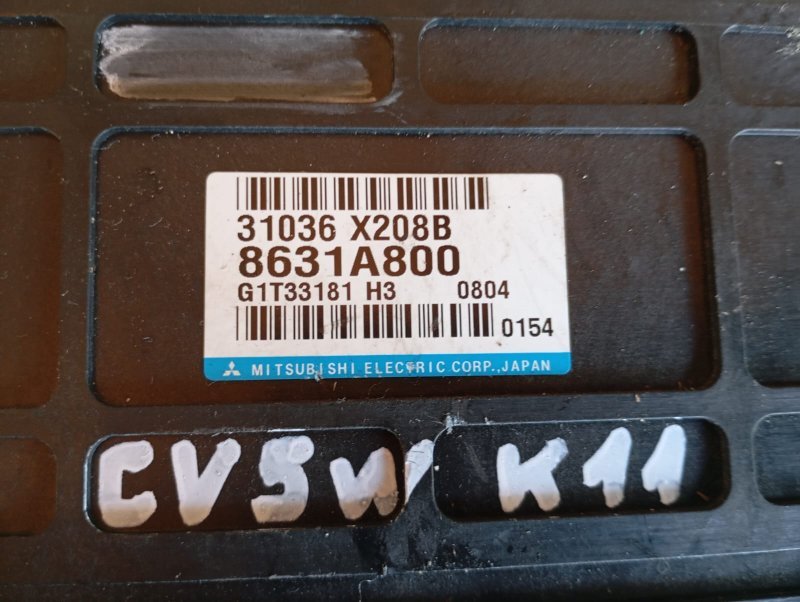 31036 X208B
8631A800
G1T33181 H3 0804
0154
MITSUBISHI ELECTRIC CORP.,JAPAN
CV5W K11